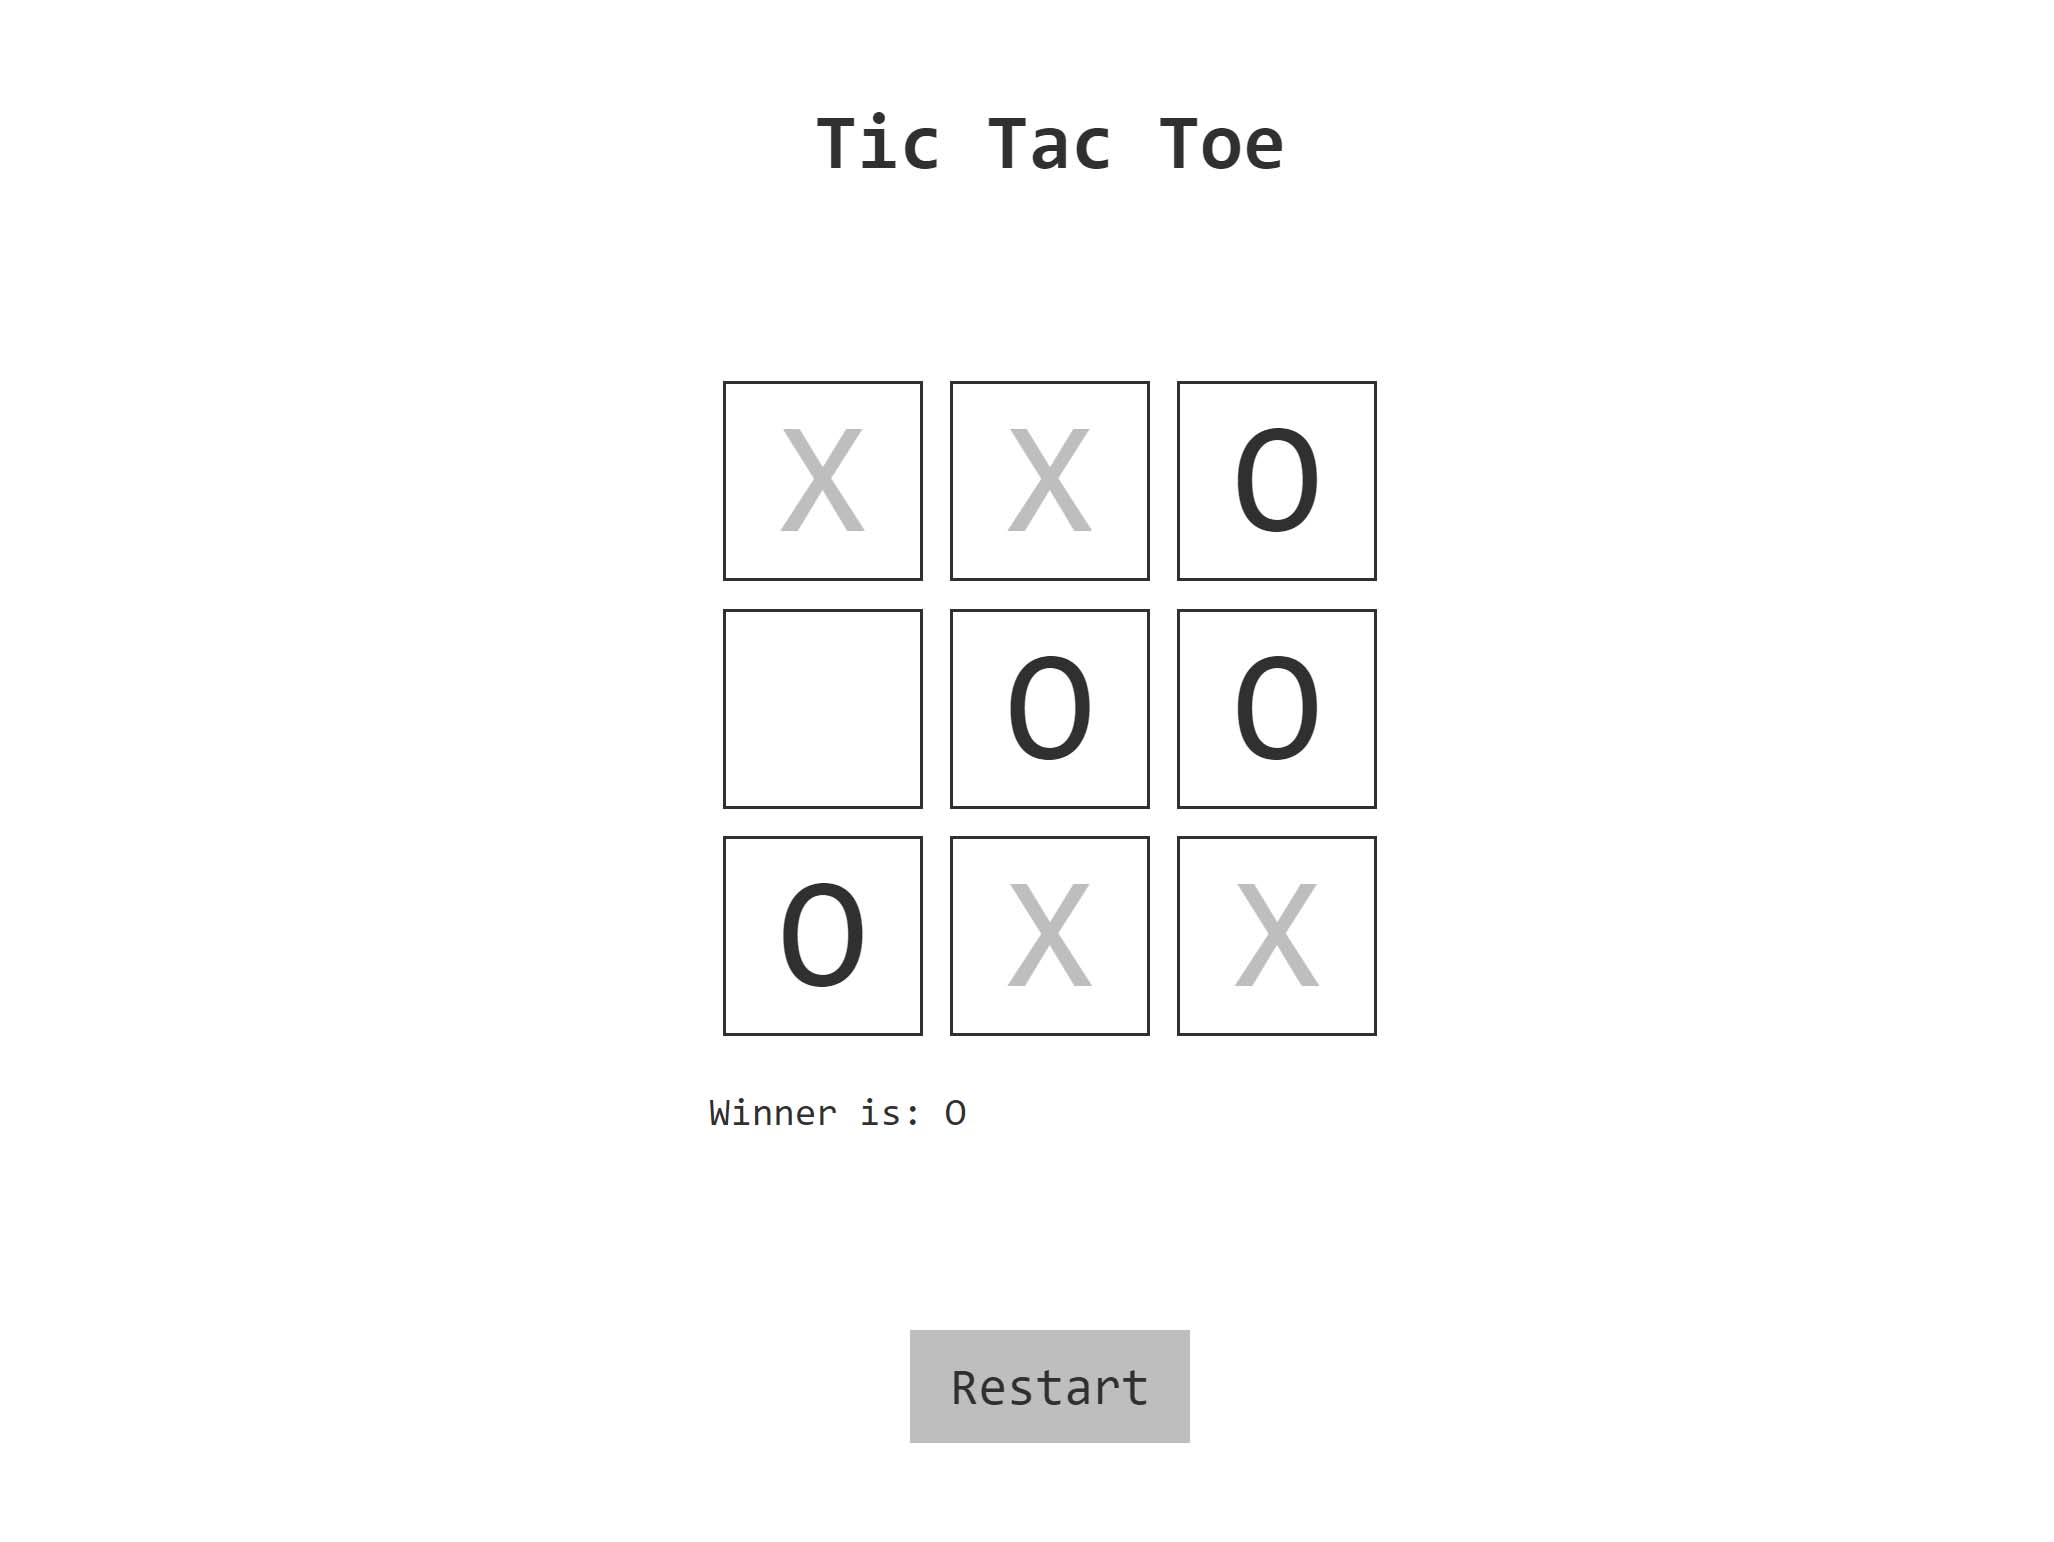 Tic Tac Toe
X X O
O O
O X X
Winner is: O
Restart